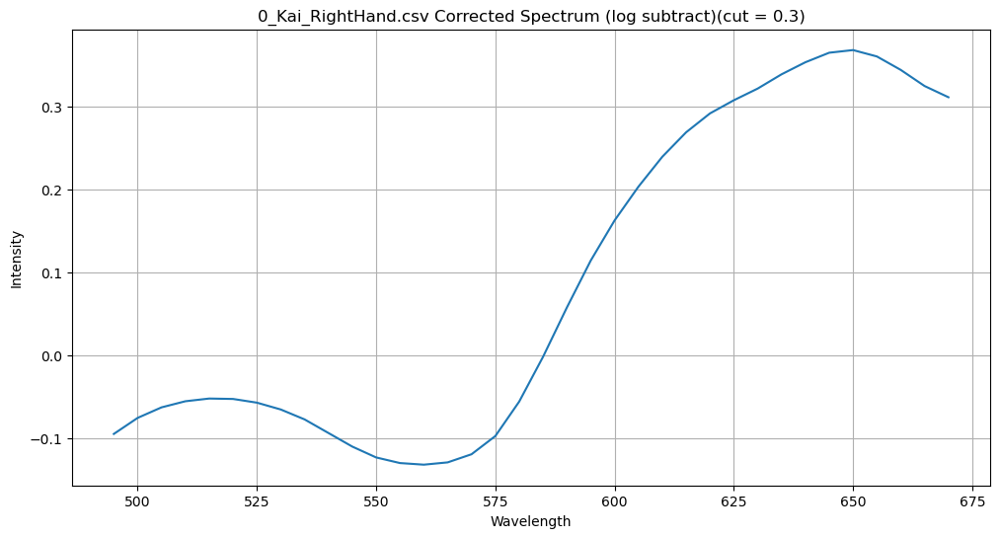 0_Kai_RightHand.csv Corrected Spectrum (log subtract)(cut = 0.3)
0.3
0.2
0.1
0.0
−0.1
Intensity
500 525 550 575 600 625 650 675
Wavelength